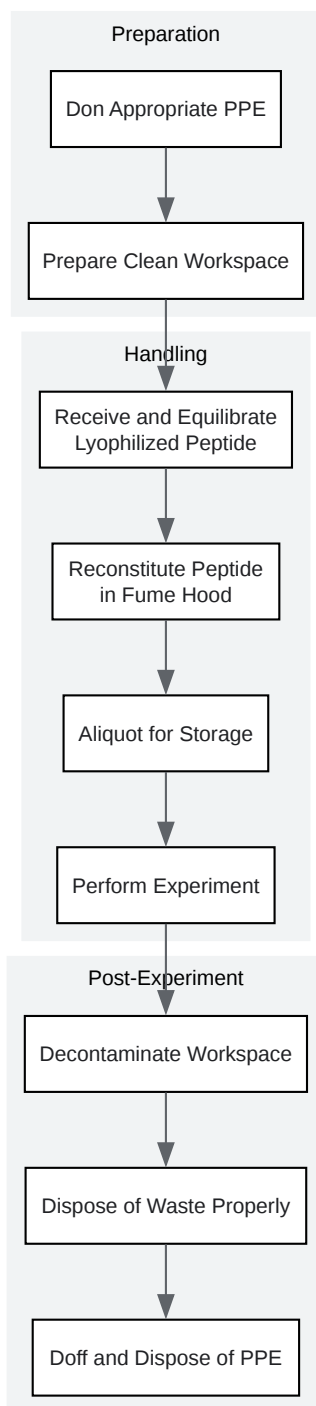 Preparation
Don Appropriate PPE
Prepare Clean Workspace
Handling
Receive and Equilibrate
Lyophilized Peptide
Reconstitute Peptide
in Fume Hood
Aliquot for Storage
Perform Experiment
Post-Experiment
Decontaminate Workspace
Dispose of Waste Properly
Doff and Dispose of PPE